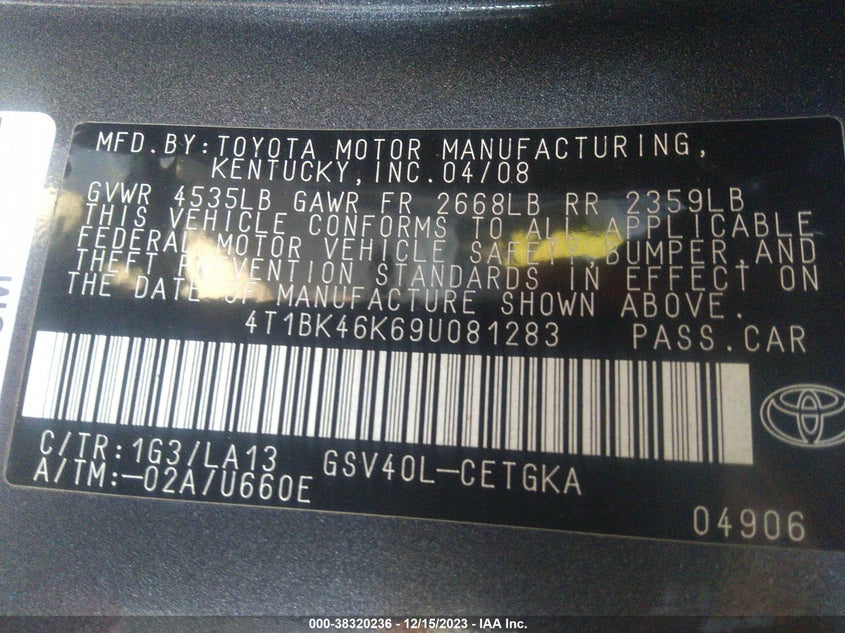 MFD.BY:TOYOTA MOTOR MANUFACTURING,
KENTUCKY,INC.04/08
GVWR 4535LB GAWR FR 2668LB RR 2359LB
THIS VEHICLE CONFORMS TO ALL APPLICABLE
FEDERAL MOTOR VEHICLE SAFETY BUMPER,AND
THEFT PREVENTION STANDARDS IN EFFECT ON
THE DATE OF MANUFACTURE SHOWN ABOVE.
4T1BK46K69U081283 PASS.CAR
C/TR:1G3/LA13 GSV40L-CETGKA
A/TM:-02A/U660E
04906
000-38320236 - 12/15/2023 - IAA Inc.